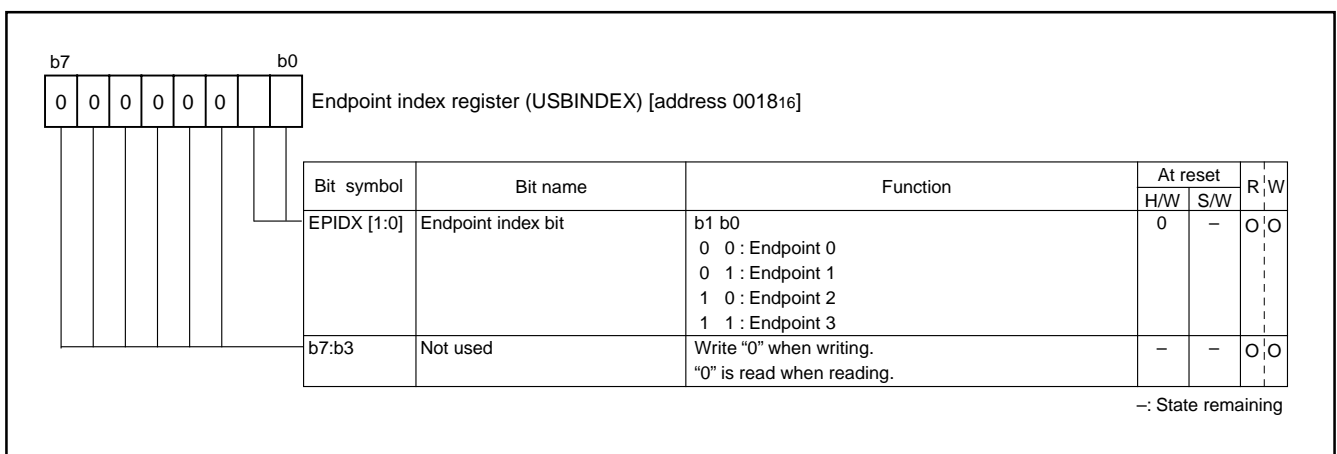 b7 b0
0 0 0 0 0 0 Endpoint index register (USBINDEX) [address 001816]
Bit symbol Bit name Function At reset R W
H/W S/W
EPIDX [1:0] Endpoint index bit b1 b0 0 – O O
0 0 : Endpoint 0
0 1 : Endpoint 1
1 0 : Endpoint 2
1 1 : Endpoint 3
b7:b3 Not used Write “0” when writing. – – O O
“0” is read when reading.
–: State remaining